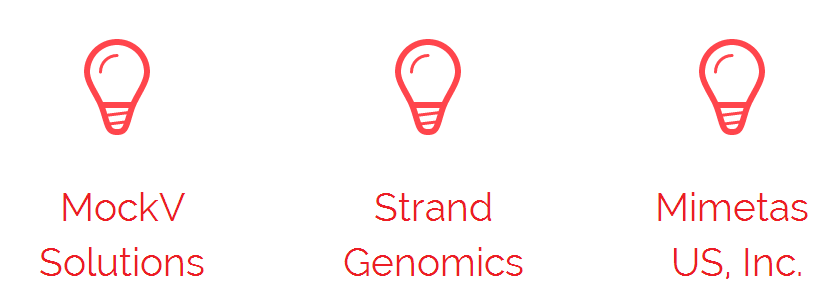 MockV
Solutions
Strand
Genomics
Mimetas
US, Inc.